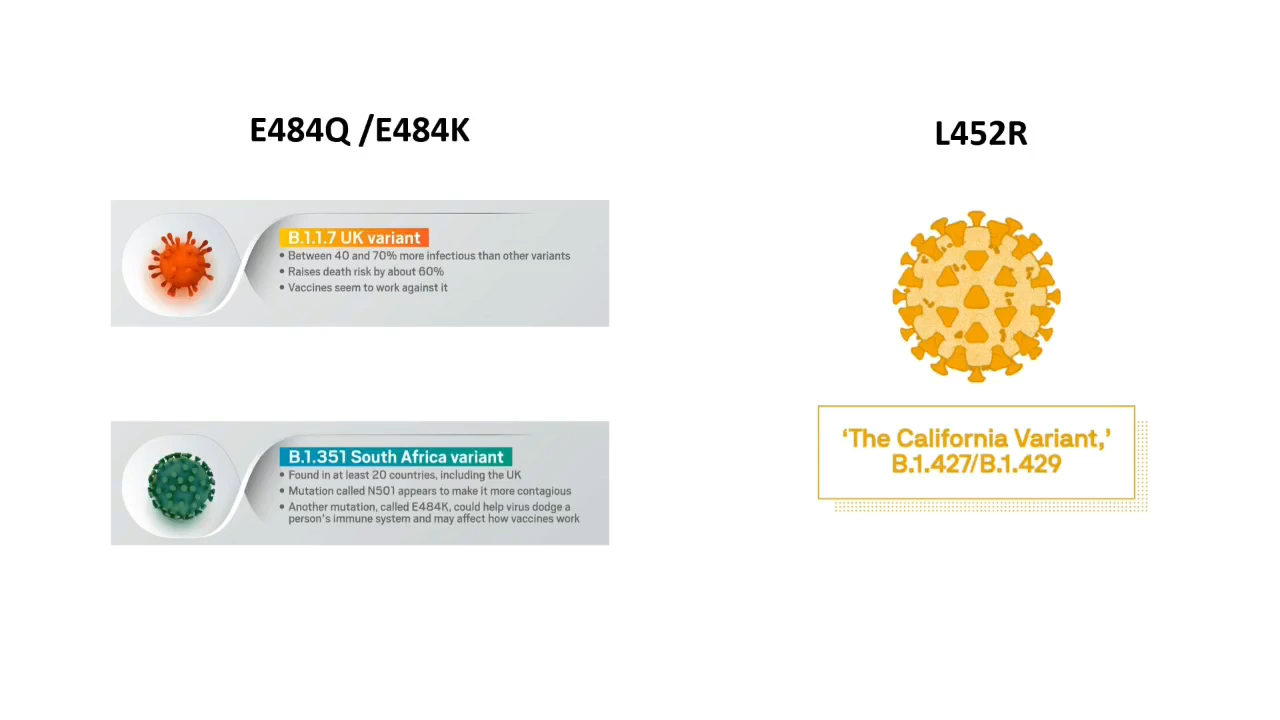 E484Q /E484K
B.1.1.7 UK variant
• Between 40 and 70% more infectious than other variants
• Raises death risk by about 60%
• Vaccines seem to work against it
B.1.351 South Africa variant
• Found in at least 20 countries, including the UK
• Mutation called N501 appears to make it more contagious
• Another mutation, called E484K, could help virus dodge a
person's immune system and may affect how vaccines work
L452R
‘The California Variant,’
B.1.427/B.1.429